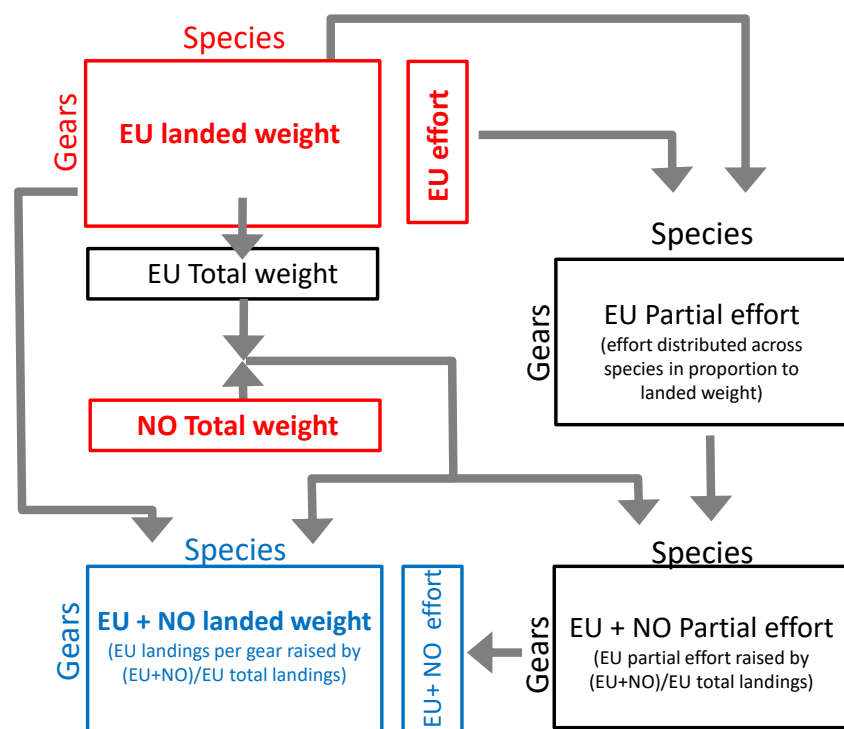 Species
Gears
EU landed weight
EU effort
EU Total weight
NO Total weight
Species
Gears
EU Partial effort
(effort distributed across
species in proportion to
landed weight)
Species
Gears
EU + NO landed weight
(EU landings per gear raised by
(EU+NO)/EU total landings)
EU+ NO effort
Species
Gears
EU + NO Partial effort
(EU partial effort raised by
(EU+NO)/EU total landings)